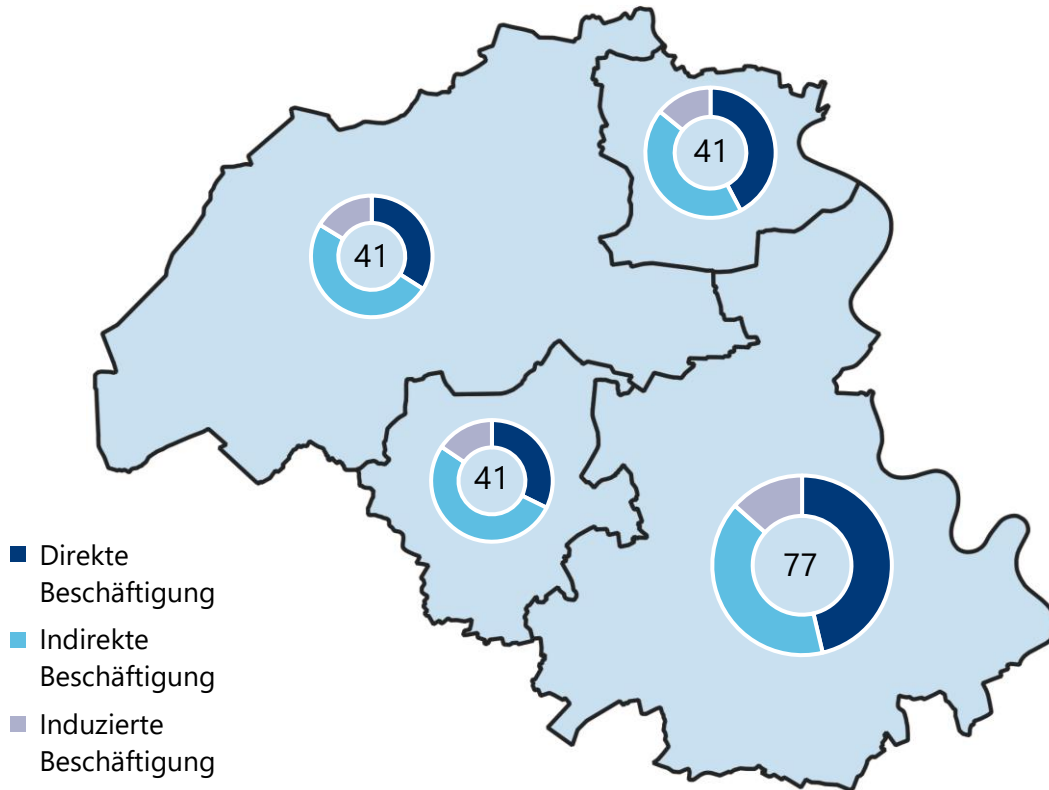 41
41
41
77
Direkte
Beschäftigung
Indirekte
Beschäftigung
Induzierte
Beschäftigung